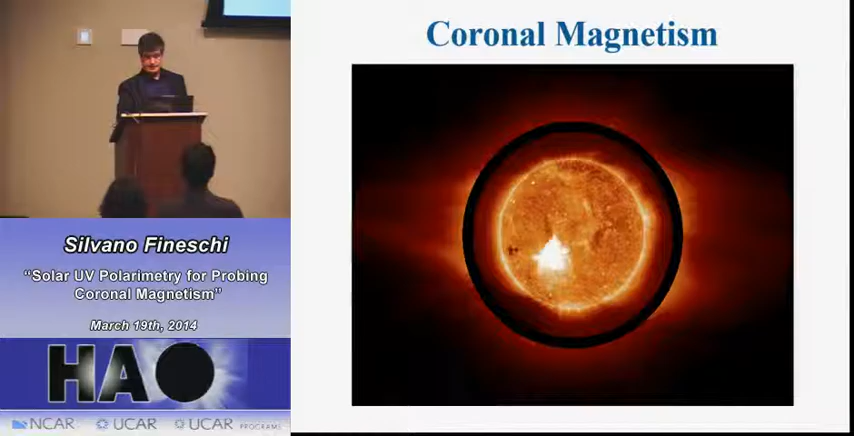 Coronal Magnetism
Silvano Fineschi
“Solar UV Polarimetry for Probing
Coronal Magnetism”
March 19th, 2014
HAO
NCAR UCAR UCAR PROGRAMS